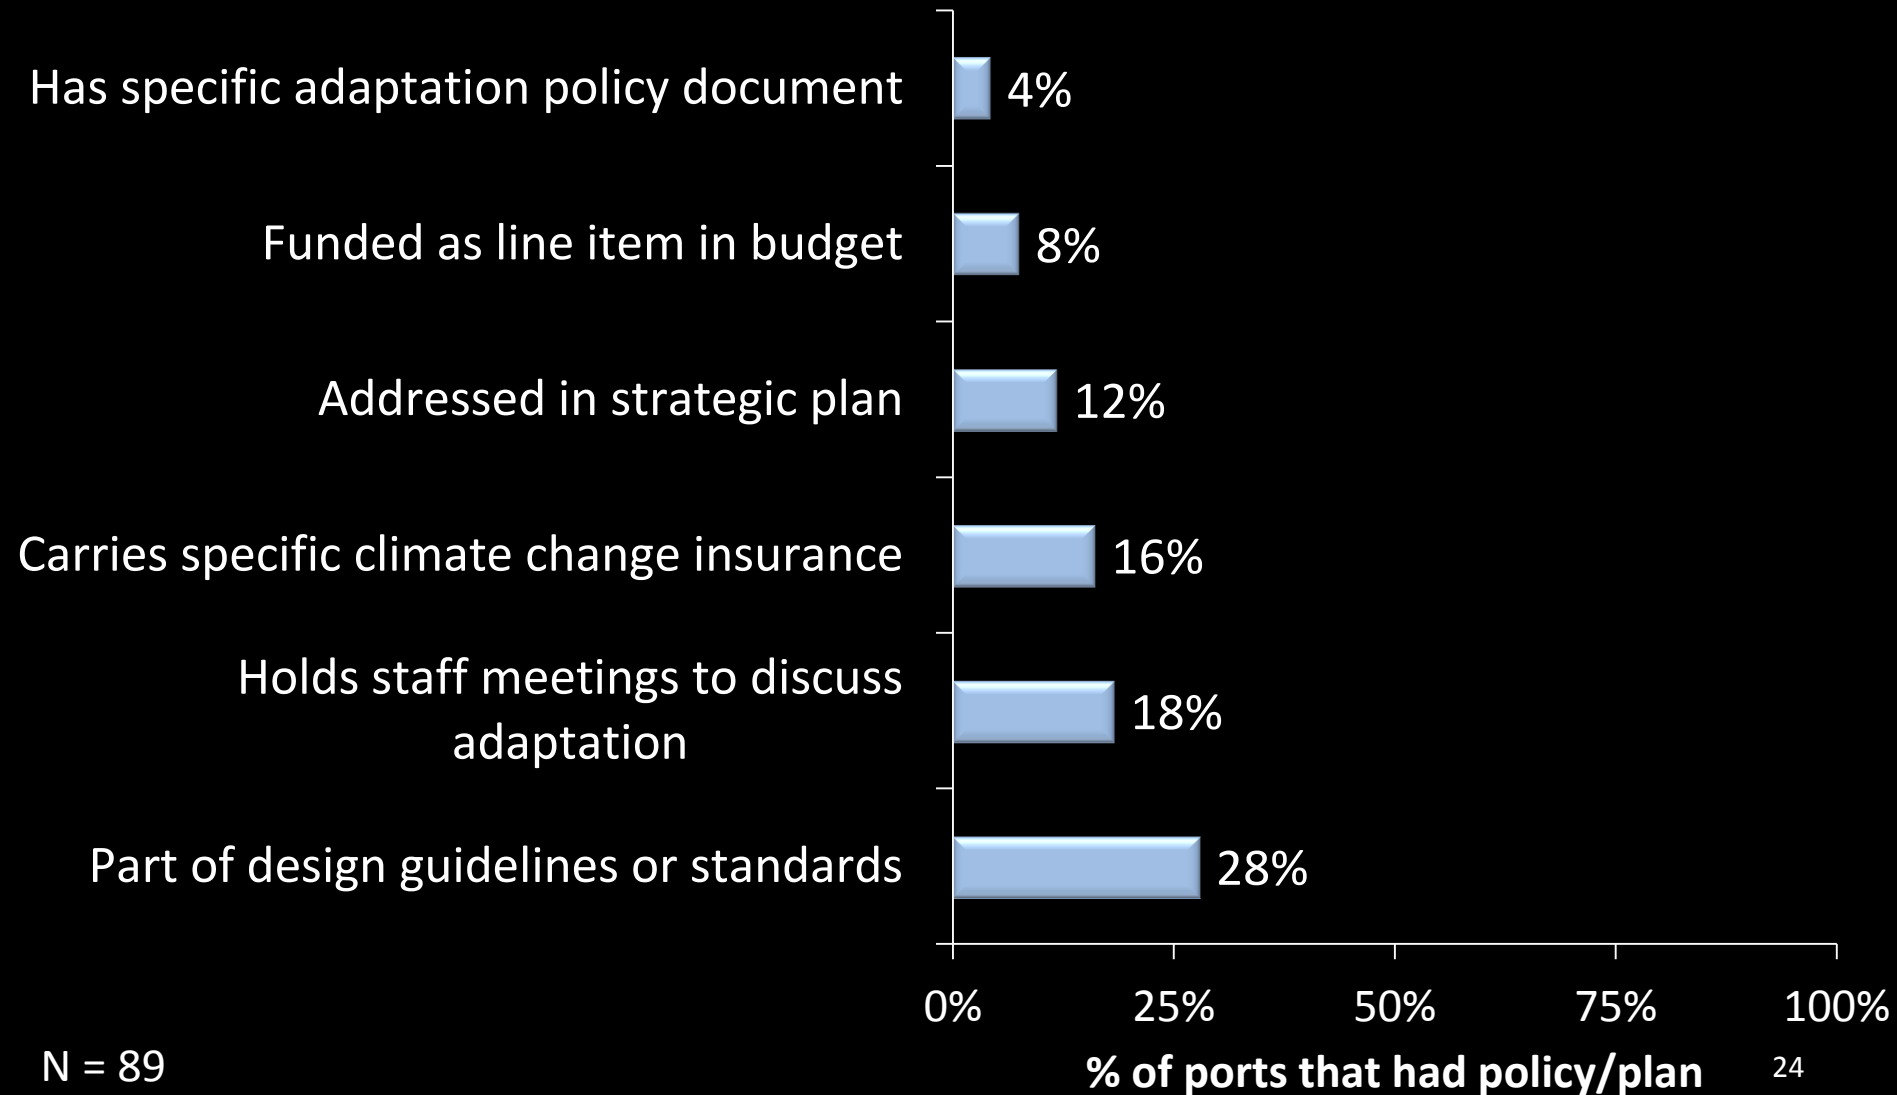 Has specific adaptation policy document
4%
Funded as line item in budget
8%
Addressed in strategic plan
12%
Carries specific climate change insurance
16%
Holds staff meetings to discuss
adaptation
18%
Part of design guidelines or standards
28%
0% 25% 50% 75% 100%
N = 89
% of ports that had policy/plan
24